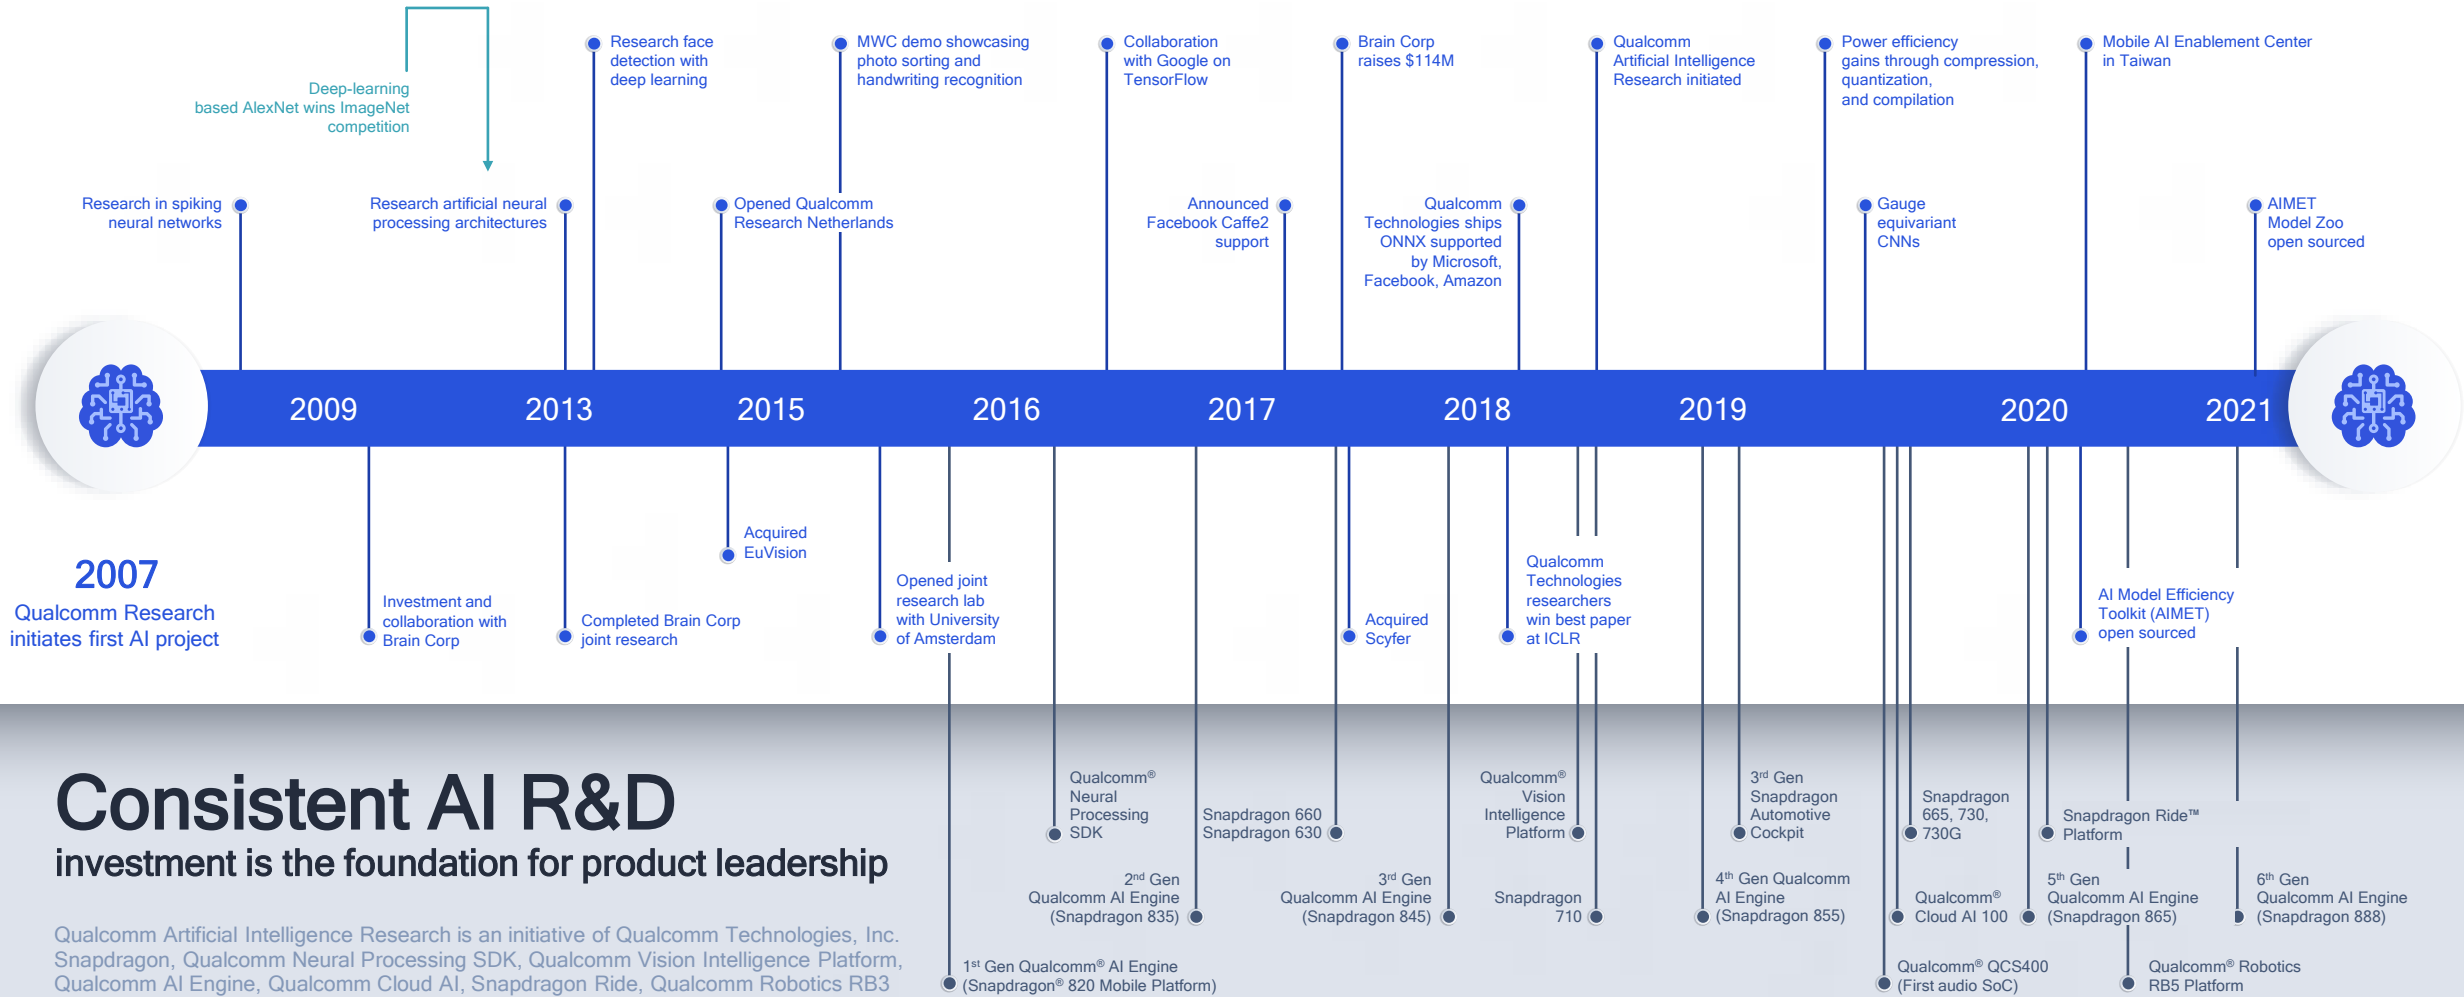 Deep-learning
based AlexNet wins ImageNet
competition
Research face
detection with
deep learning
MWC demo showcasing
photo sorting and
handwriting recognition
Collaboration
with Google on
TensorFlow
Brain Corp
raises $114M
Qualcomm
Artificial Intelligence
Research initiated
Power efficiency
gains through compression,
quantization,
and compilation
Mobile AI Enablement Center
in Taiwan
Research in spiking
neural networks
Research artificial neural
processing architectures
Opened Qualcomm
Research Netherlands
Announced
Facebook Caffe2
support
Qualcomm
Technologies ships
ONNX supported
by Microsoft,
Facebook, Amazon
Gauge
equivariant
CNNs
AIMET
Model Zoo
open sourced
2009
2013
2015
2016
2017
2018
2019
2020
2021
2007
Qualcomm Research
initiates first AI project
Investment and
collaboration with
Brain Corp
Completed Brain Corp
joint research
Acquired
EuVision
Opened joint
research lab
with University
of Amsterdam
Acquired
Scyfer
Qualcomm
Technologies
researchers
win best paper
at ICLR
AI Model Efficiency
Toolkit (AIMET)
open sourced
Consistent AI R&D
investment is the foundation for product leadership
Qualcomm Artificial Intelligence Research is an initiative of Qualcomm Technologies, Inc.
Snapdragon, Qualcomm Neural Processing SDK, Qualcomm Vision Intelligence Platform,
Qualcomm AI Engine, Qualcomm Cloud AI, Snapdragon Ride, Qualcomm Robotics RB3
1st Gen Qualcomm® AI Engine
(Snapdragon® 820 Mobile Platform)
Qualcomm®
Neural
Processing
SDK
2nd Gen
Qualcomm AI Engine
(Snapdragon 835)
Snapdragon 660
Snapdragon 630
3rd Gen
Qualcomm AI Engine
(Snapdragon 845)
Qualcomm®
Vision
Intelligence
Platform
Snapdragon
710
3rd Gen
Snapdragon
Automotive
Cockpit
4th Gen Qualcomm
AI Engine
(Snapdragon 855)
Snapdragon
665, 730,
730G
Qualcomm®
Cloud AI 100
Qualcomm® QCS400
(First audio SoC)
Snapdragon Ride™
Platform
5th Gen
Qualcomm AI Engine
(Snapdragon 865)
Qualcomm® Robotics
RB5 Platform
6th Gen
Qualcomm AI Engine
(Snapdragon 888)